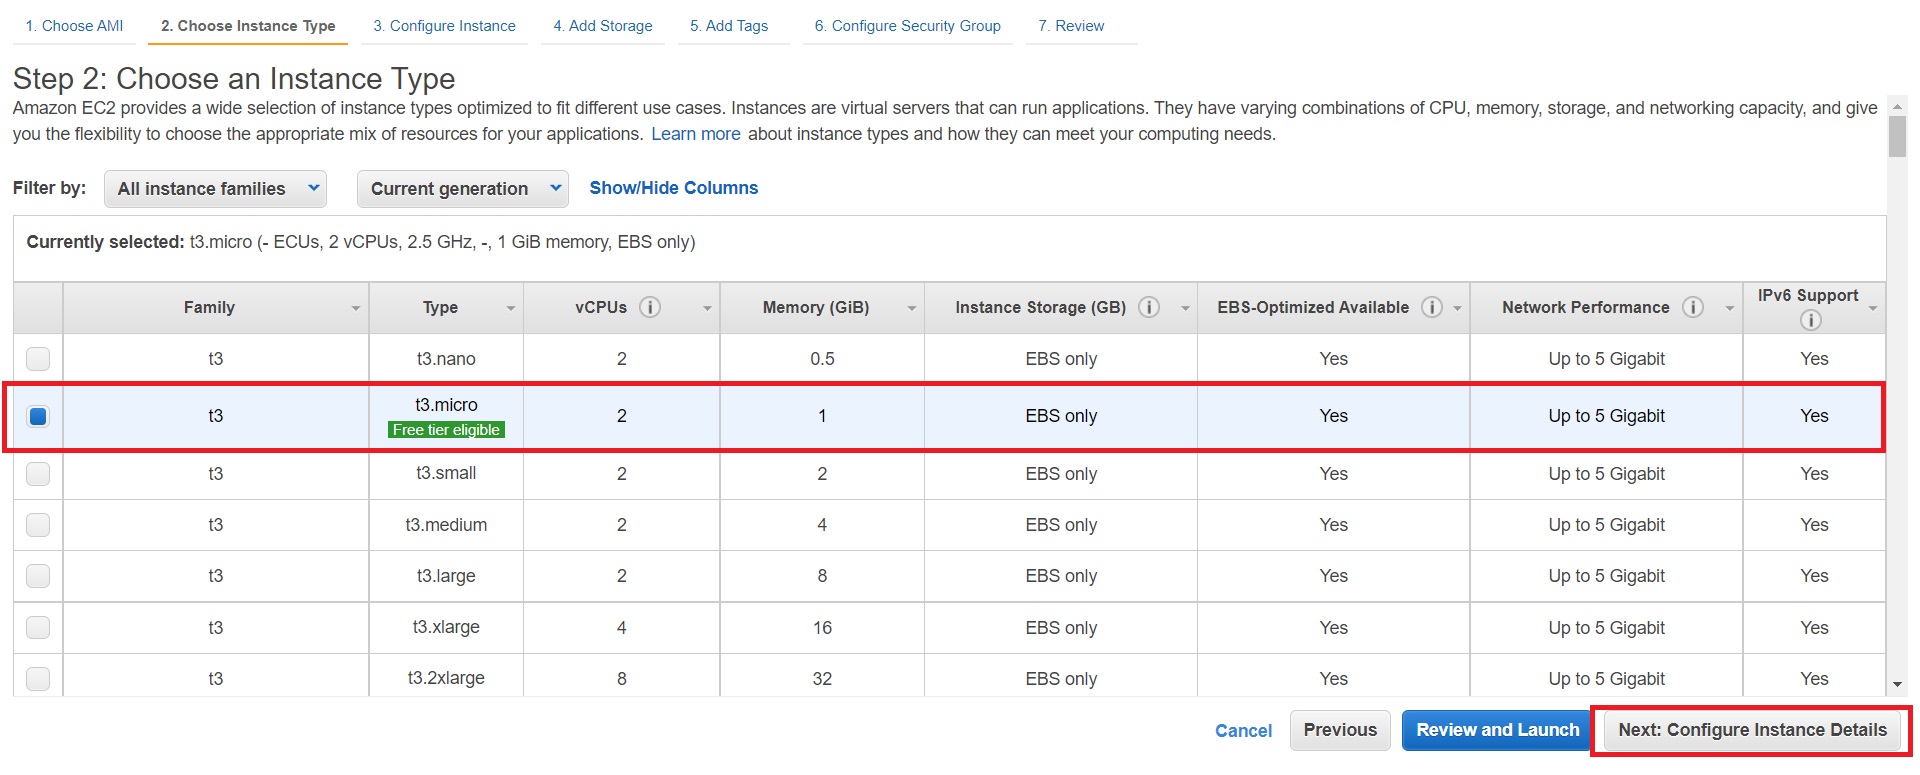 1. Choose AMI 2. Choose Instance Type 3. Configure Instance 4. Add Storage 5. Add Tags 6. Configure Security Group 7. Review
Step 2: Choose an Instance Type
Amazon EC2 provides a wide selection of instance types optimized to fit different use cases. Instances are virtual servers that can run applications. They have varying combinations of CPU, memory, storage, and networking capacity, and give
you the flexibility to choose the appropriate mix of resources for your applications. Learn more about instance types and how they can meet your computing needs.
Filter by: All instance families Current generation Show/Hide Columns
Currently selected: t3.micro (- ECUs, 2 vCPUs, 2.5 GHz, -, 1 GiB memory, EBS only)
Family Type vCPUs i Memory (GiB) Instance Storage (GB) i EBS-Optimized Available i Network Performance i IPv6 Support i
t3 t3.nano 2 0.5 EBS only Yes Up to 5 Gigabit Yes
t3 t3.micro Free tier eligible 2 1 EBS only Yes Up to 5 Gigabit Yes
t3 t3.small 2 2 EBS only Yes Up to 5 Gigabit Yes
t3 t3.medium 2 4 EBS only Yes Up to 5 Gigabit Yes
t3 t3.large 2 8 EBS only Yes Up to 5 Gigabit Yes
t3 t3.xlarge 4 16 EBS only Yes Up to 5 Gigabit Yes
t3 t3.2xlarge 8 32 EBS only Yes Up to 5 Gigabit Yes
Cancel Previous Review and Launch Next: Configure Instance Details